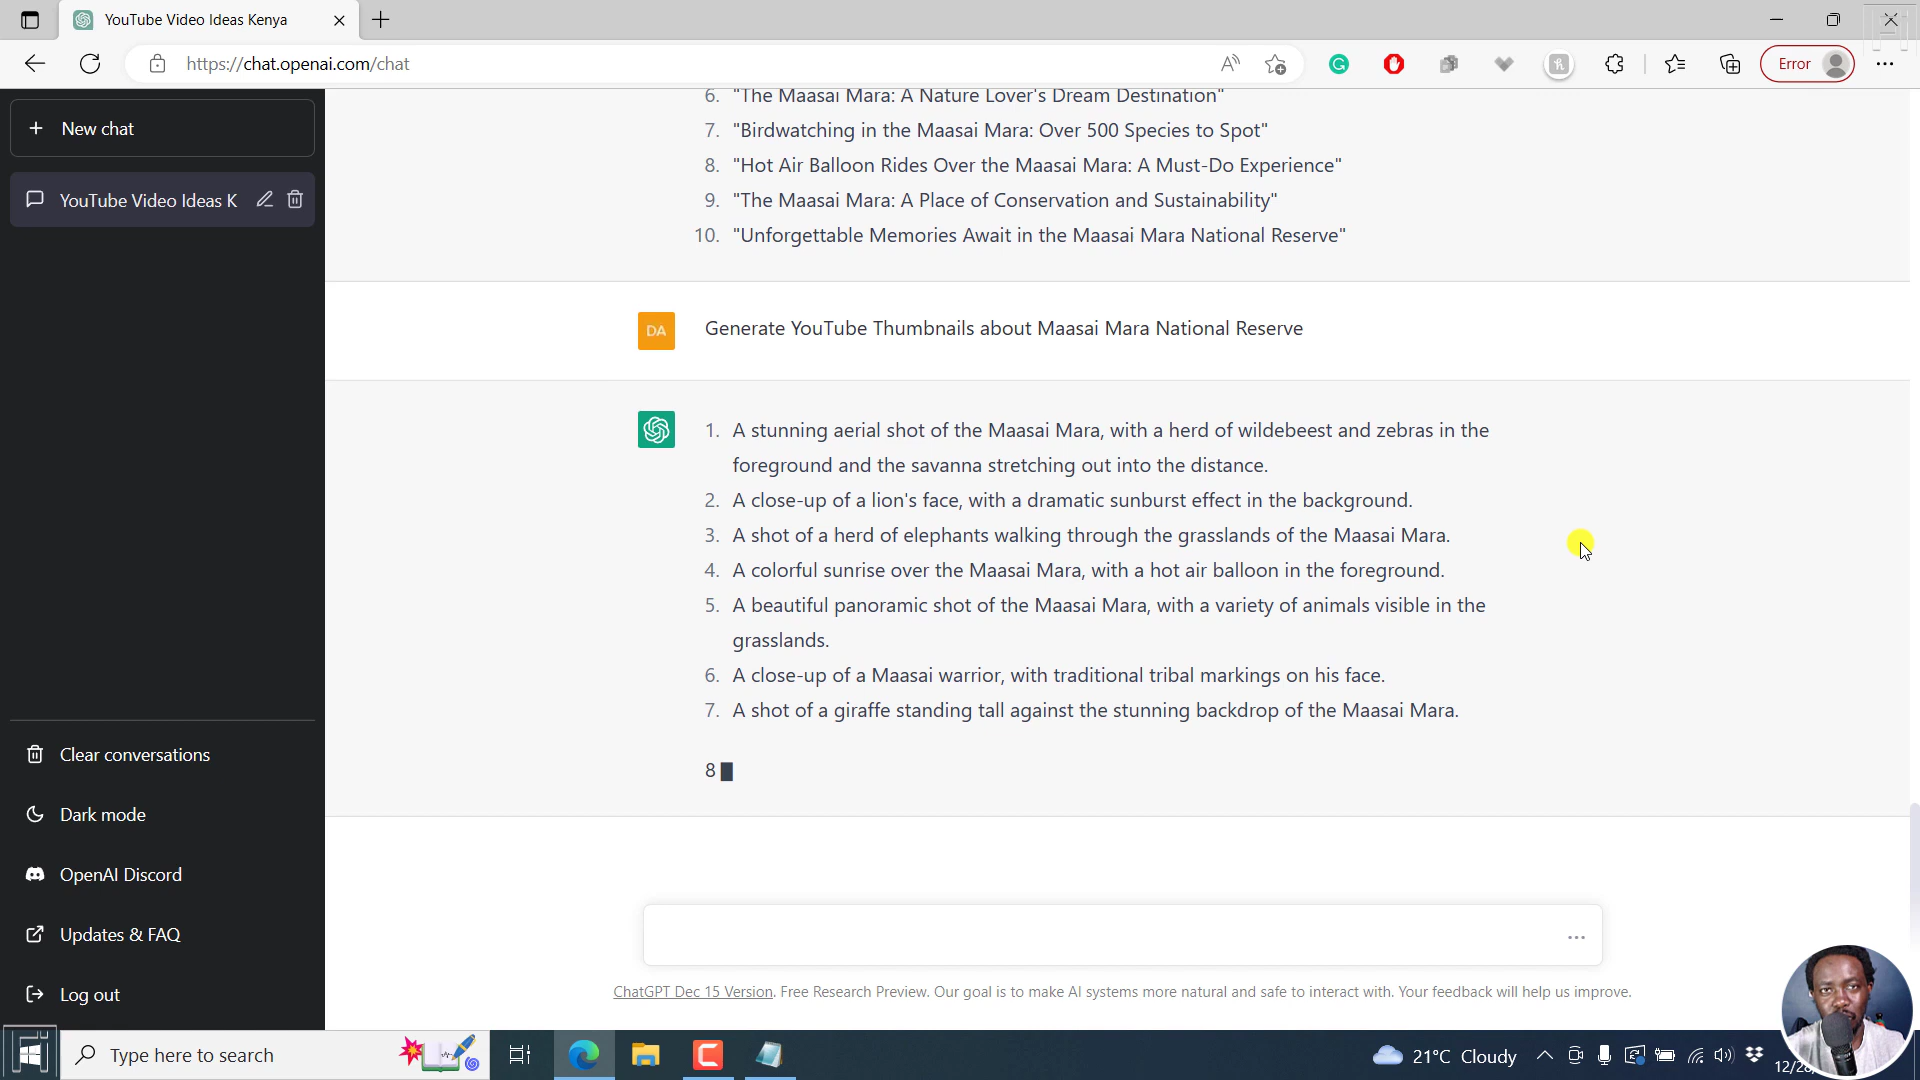 YouTube Video Ideas Kenya
https://chat.openai.com/chat
Error
New chat
YouTube Video Ideas K
6. "The Maasai Mara: A Nature Lover's Dream Destination"
7. "Birdwatching in the Maasai Mara: Over 500 Species to Spot"
8. "Hot Air Balloon Rides Over the Maasai Mara: A Must-Do Experience"
9. "The Maasai Mara: A Place of Conservation and Sustainability"
10. "Unforgettable Memories Await in the Maasai Mara National Reserve"
DA
Generate YouTube Thumbnails about Maasai Mara National Reserve
1. A stunning aerial shot of the Maasai Mara, with a herd of wildebeest and zebras in the
foreground and the savanna stretching out into the distance.
2. A close-up of a lion's face, with a dramatic sunburst effect in the background.
3. A shot of a herd of elephants walking through the grasslands of the Maasai Mara.
4. A colorful sunrise over the Maasai Mara, with a hot air balloon in the foreground.
5. A beautiful panoramic shot of the Maasai Mara, with a variety of animals visible in the
grasslands.
6. A close-up of a Maasai warrior, with traditional tribal markings on his face.
7. A shot of a giraffe standing tall against the stunning backdrop of the Maasai Mara.
8
Clear conversations
Dark mode
OpenAI Discord
Updates & FAQ
Log out
ChatGPT Dec 15 Version. Free Research Preview. Our goal is to make AI systems more natural and safe to interact with. Your feedback will help us improve.
Type here to search
21°C Cloudy